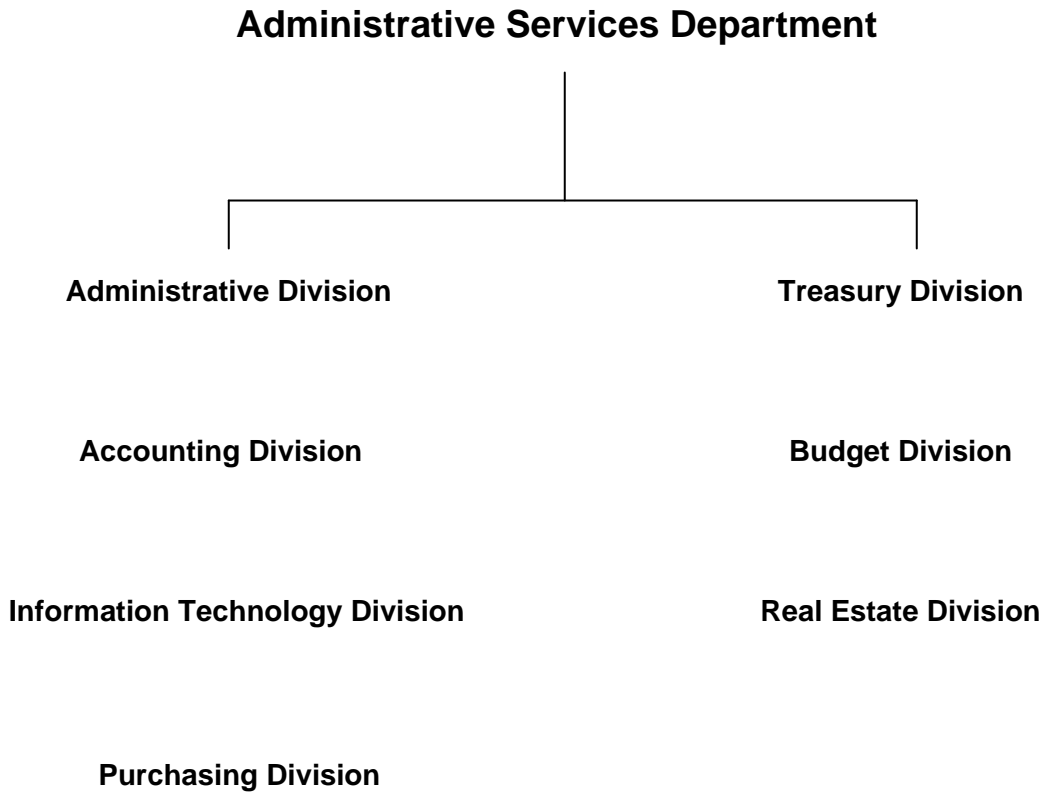 Administrative Services Department
Administrative Division
Treasury Division
Accounting Division
Budget Division
Information Technology Division
Real Estate Division
Purchasing Division